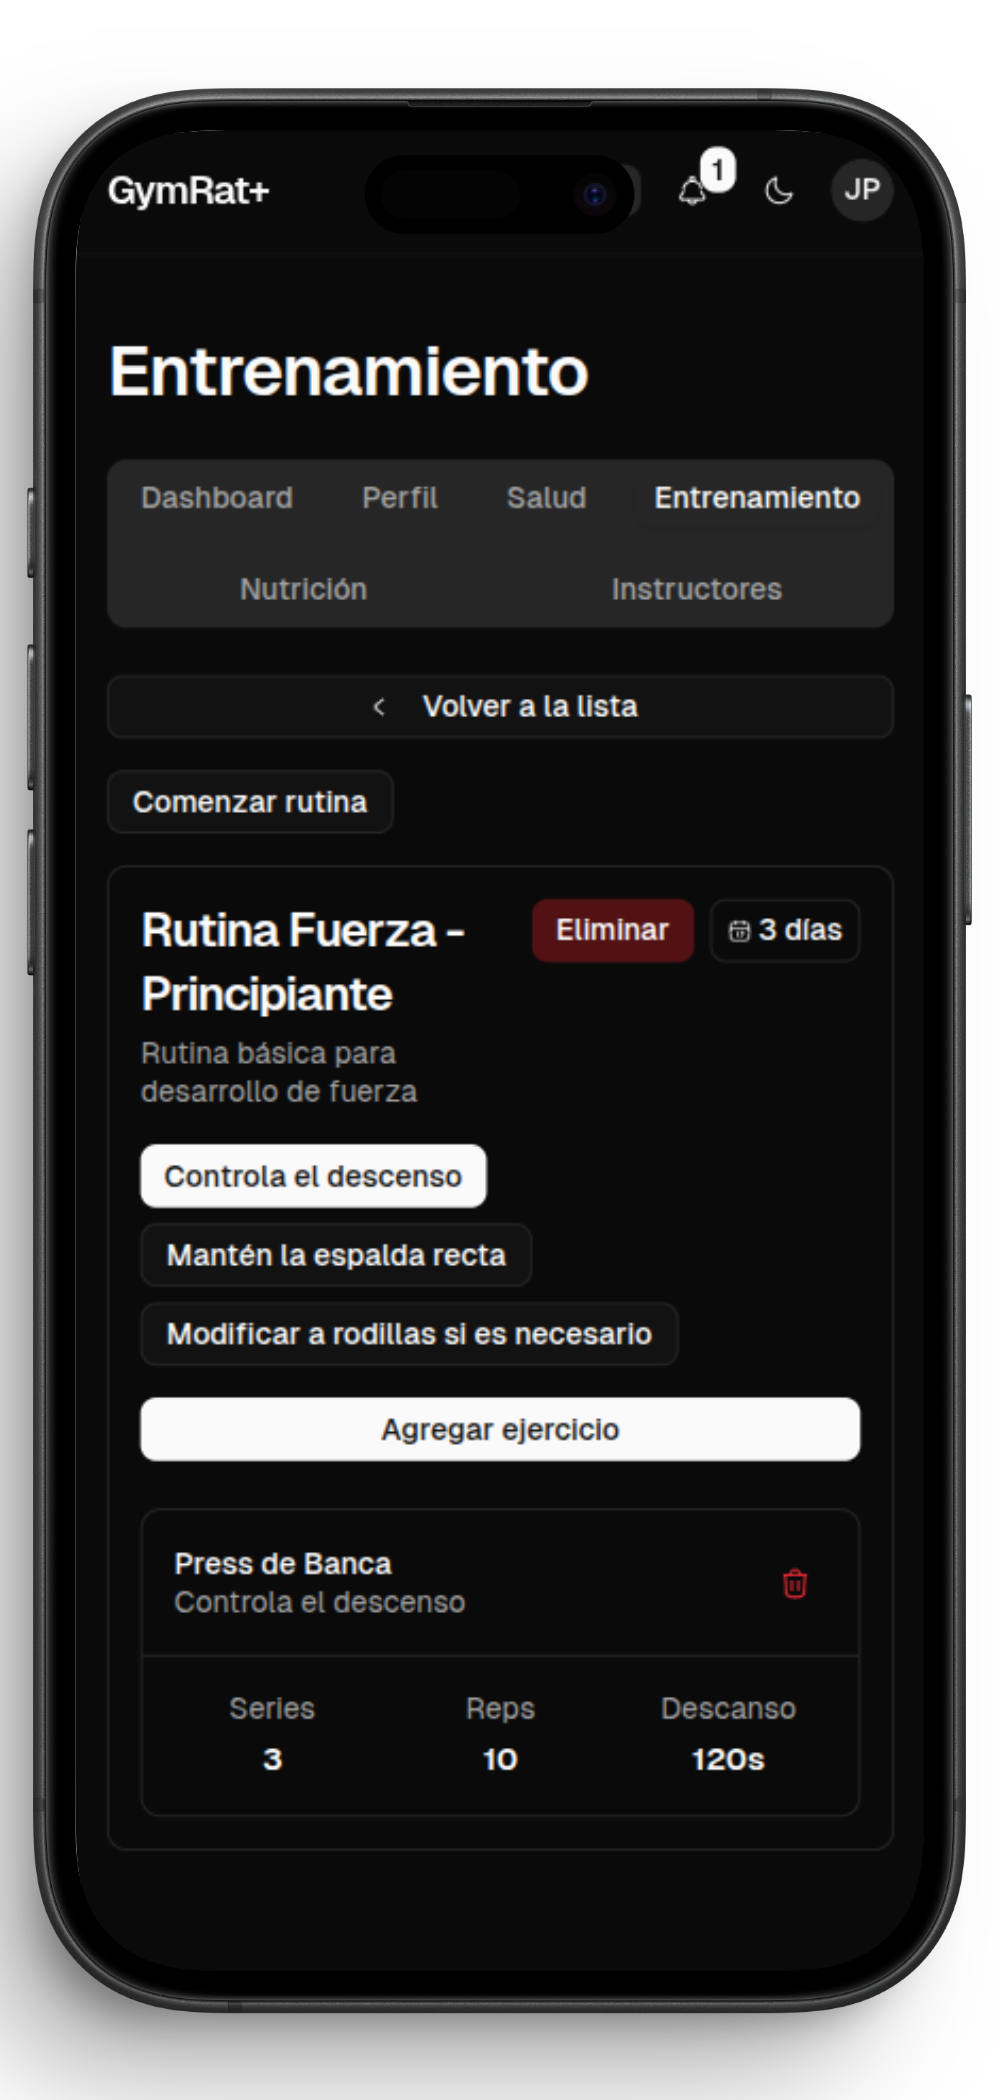 GymRat+
1
JP
Entrenamiento
Dashboard Perfil Salud Entrenamiento
Nutrición Instructores
Volver a la lista
Comenzar rutina
Rutina Fuerza -
Principiante
Eliminar
3 días
Rutina básica para
desarrollo de fuerza
Controla el descenso
Mantén la espalda recta
Modificar a rodillas si es necesario
Agregar ejercicio
Press de Banca
Controla el descenso
Series Reps Descanso
3 10 120s